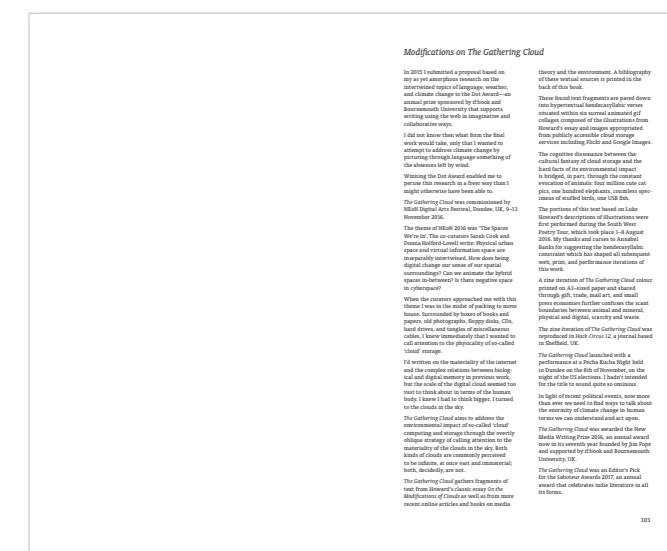 Modifications on The Gathering Cloud
In 2015 I submitted a proposal based on
my as yet amorphous research on the
intertwined topics of language, weather,
and climate change to the Dot Award—an
annual prize sponsored by if:book and
Bournemouth University that supports
writing using the web in imaginative and
collaborative ways.
I did not know then what form the final
work would take, only that I wanted to
attempt to address climate change by
picturing through language something of
the absences left by wind.
Winning the Dot Award enabled me to
peruse this research in a freer way than I
might otherwise have been able to.
The Gathering Cloud was commissioned by
NEoN Digital Arts Festival, Dundee, UK, 9–13
November 2016.
The theme of NEoN 2016 was 'The Spaces
We're In'. The co-curators Sarah Cook and
Donna Holford-Lovell write: Physical urban
space and virtual information space are
inseparably intertwined. How does being
digital change our sense of our spatial
surroundings? Can we animate the hybrid
spaces in-between? Is there negative space
in cyberspace?
When the curators approached me with this
theme I was in the midst of packing to move
house. Surrounded by boxes of books and
papers, old photographs, floppy disks, CDs,
hard drives, and tangles of miscellaneous
cables, I knew immediately that I wanted to
call attention to the physicality of so-called
'cloud' storage.
I'd written on the materiality of the internet
and the complex relations between biolog-
ical and digital memory in previous work,
but the scale of the digital cloud seemed too
vast to think about in terms of the human
body. I knew I had to think bigger. I turned
to the clouds in the sky.
The Gathering Cloud aims to address the
environmental impact of so-called 'cloud'
computing and storage through the overtly
oblique strategy of calling attention to the
materiality of the clouds in the sky. Both
kinds of clouds are commonly perceived
to be infinite, at once vast and immaterial;
both, decidedly, are not.
The Gathering Cloud gathers fragments of
text from Howard's classic essay On the
Modifications of Clouds as well as from more
recent online articles and books on media
theory and the environment. A bibliography
of these textual sources is printed in the
back of this book.
These found text fragments are pared down
into hypertextual hendecasyllabic verses
situated within six surreal animated gif
collages composed of the illustrations from
Howard's essay and images appropriated
from publicly accessible cloud storage
services including Flickr and Google Images.
The cognitive dissonance between the
cultural fantasy of cloud storage and the
hard facts of its environmental impact
is bridged, in part, through the constant
evocation of animals: four million cute cat
pics, one hundred elephants, countless spec-
imens of stuffed birds, one USB fish.
The portions of this text based on Luke
Howard's descriptions of illustrations were
first performed during the South West
Poetry Tour, which took place 1–8 August
2016. My thanks and curses to Annabel
Banks for suggesting the hendecasyllabic
constraint which has shaped all subsequent
web, print, and performance iterations of
this work.
A zine iteration of The Gathering Cloud colour
printed on A3-sized paper and shared
through gift, trade, mail art, and small
press economies further confuses the scant
boundaries between animal and mineral,
physical and digital, scarcity and waste.
The zine iteration of The Gathering Cloud was
reproduced in Hack Circus 12, a journal based
in Sheffield, UK.
The Gathering Cloud launched with a
performance at a Pecha Kucha Night held
in Dundee on the 8th of November, on the
night of the US elections. I hadn't intended
for the title to sound quite so ominous.
In light of recent political events, now more
than ever we need to find ways to talk about
the enormity of climate change in human
terms we can understand and act upon.
The Gathering Cloud was awarded the New
Media Writing Prize 2016, an annual award
now in its seventh year founded by Jim Pope
and supported by if:book and Bournemouth
University, UK.
The Gathering Cloud was an Editor's Pick
for the Saboteur Awards 2017, an annual
award that celebrates indie literature in all
its forms.
103